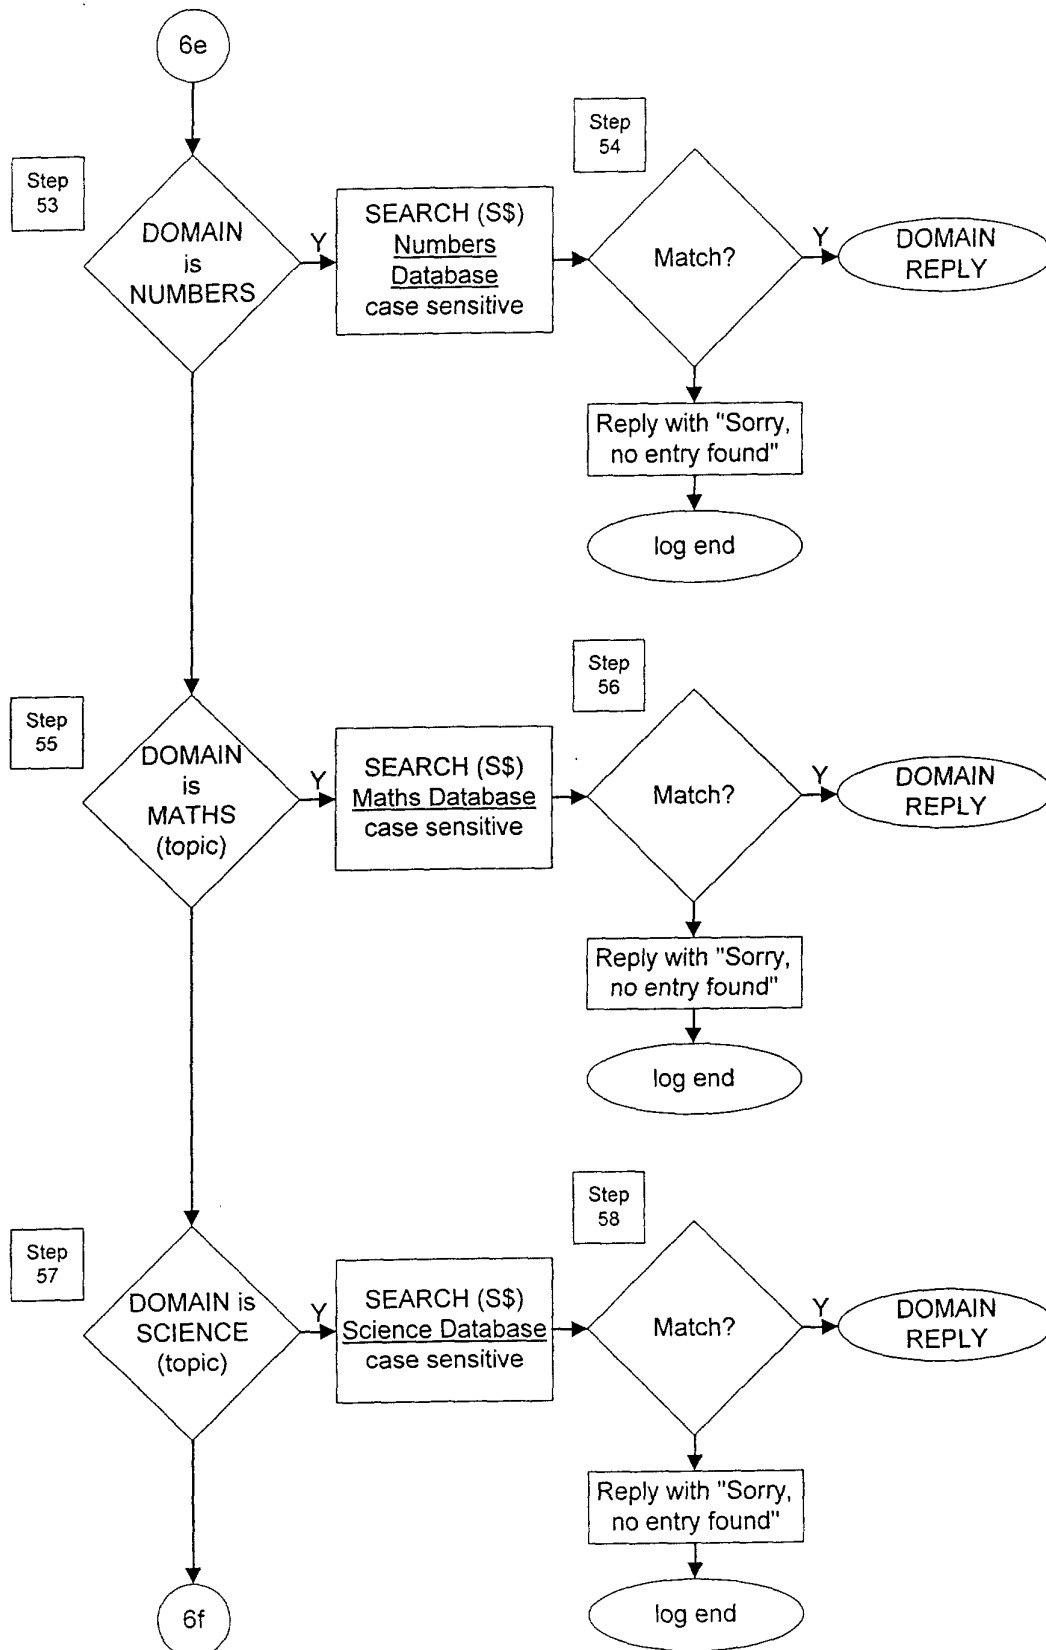 6e
Step
53
DOMAIN
is
NUMBERS
Y
SEARCH (S$)
Numbers
Database
case sensitive
Step
54
Match?
Y
DOMAIN
REPLY
Reply with "Sorry,
no entry found"
log end
Step
55
DOMAIN
is
MATHS
(topic)
Y
SEARCH (S$)
Maths Database
case sensitive
Step
56
Match?
Y
DOMAIN
REPLY
Reply with "Sorry,
no entry found"
log end
Step
57
DOMAIN is
SCIENCE
(topic)
Y
SEARCH (S$)
Science Database
case sensitive
Step
58
Match?
Y
DOMAIN
REPLY
Reply with "Sorry,
no entry found"
log end
6f